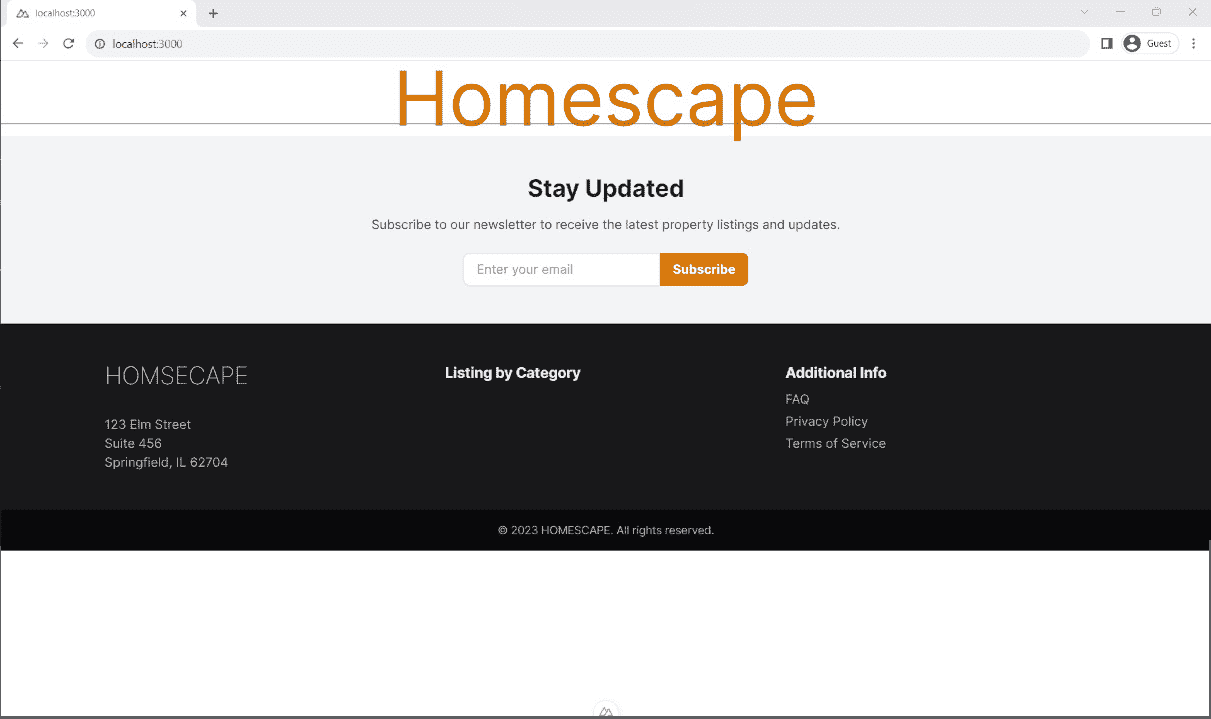 localhost:3000
localhost:3000
Guest
Homescape
Stay Updated
Subscribe to our newsletter to receive the latest property listings and updates.
Enter your email
Subscribe
HOMSECAPE
123 Elm Street
Suite 456
Springfield, IL 62704
Listing by Category
Additional Info
FAQ
Privacy Policy
Terms of Service
© 2023 HOMESCAPE. All rights reserved.